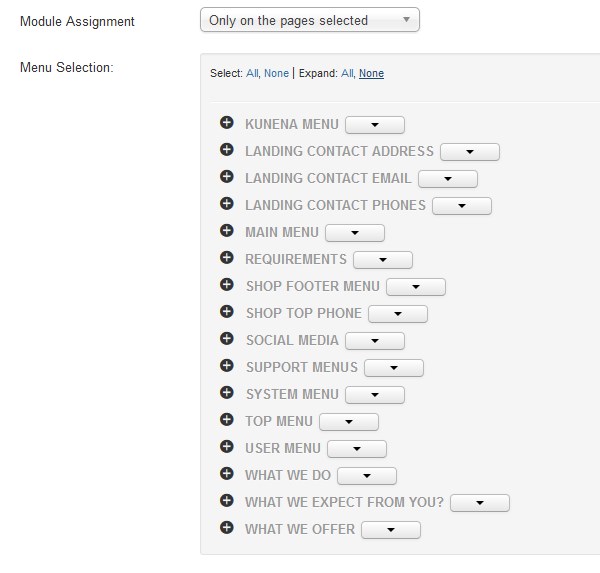 Module Assignment Only on the pages selected
Menu Selection:
Select: All, None | Expand: All, None
KUNENA MENU
LANDING CONTACT ADDRESS
LANDING CONTACT EMAIL
LANDING CONTACT PHONES
MAIN MENU
REQUIREMENTS
SHOP FOOTER MENU
SHOP TOP PHONE
SOCIAL MEDIA
SUPPORT MENUS
SYSTEM MENU
TOP MENU
USER MENU
WHAT WE DO
WHAT WE EXPECT FROM YOU?
WHAT WE OFFER